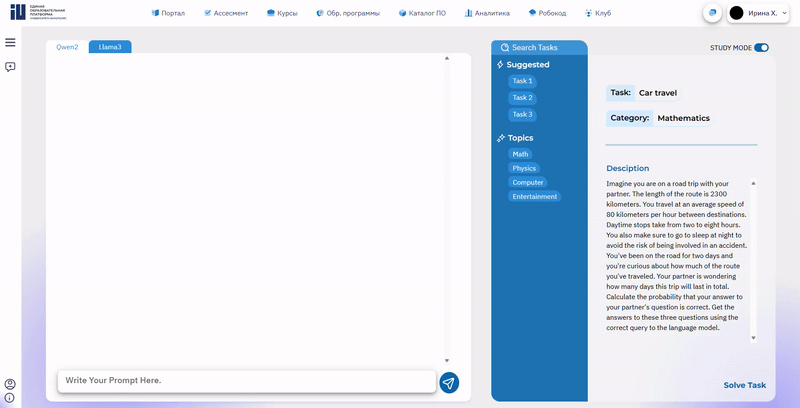 ЕДИНАЯ
ОБРАЗОВАТЕЛЬНАЯ
ПЛАТФОРМА
Портал
Ассесмент
Курсы
Обр. программы
Каталог ПО
Аналитика
Робокод
Клуб
Ирина Х.
Qwen2
Llama3
Write Your Prompt Here.
Search Tasks
Suggested
Task 1
Task 2
Task 3
Topics
Math
Physics
Computer
Entertainment
STUDY MODE
Task: Car travel
Category: Mathematics
Desciption
Imagine you are on a road trip with your
partner. The length of the route is 2300
kilometers. You travel at an average speed of
80 kilometers per hour between destinations.
Daytime stops take from two to eight hours.
You also make sure to go to sleep at night to
avoid the risk of being involved in an accident.
You've been on the road for two days and
you're curious about how much of the route
you've traveled. Your partner is wondering
how many days this trip will last in total.
Calculate the probability that your answer to
your partner's question is correct. Get the
answers to these three questions using the
correct query to the language model.
Solve Task